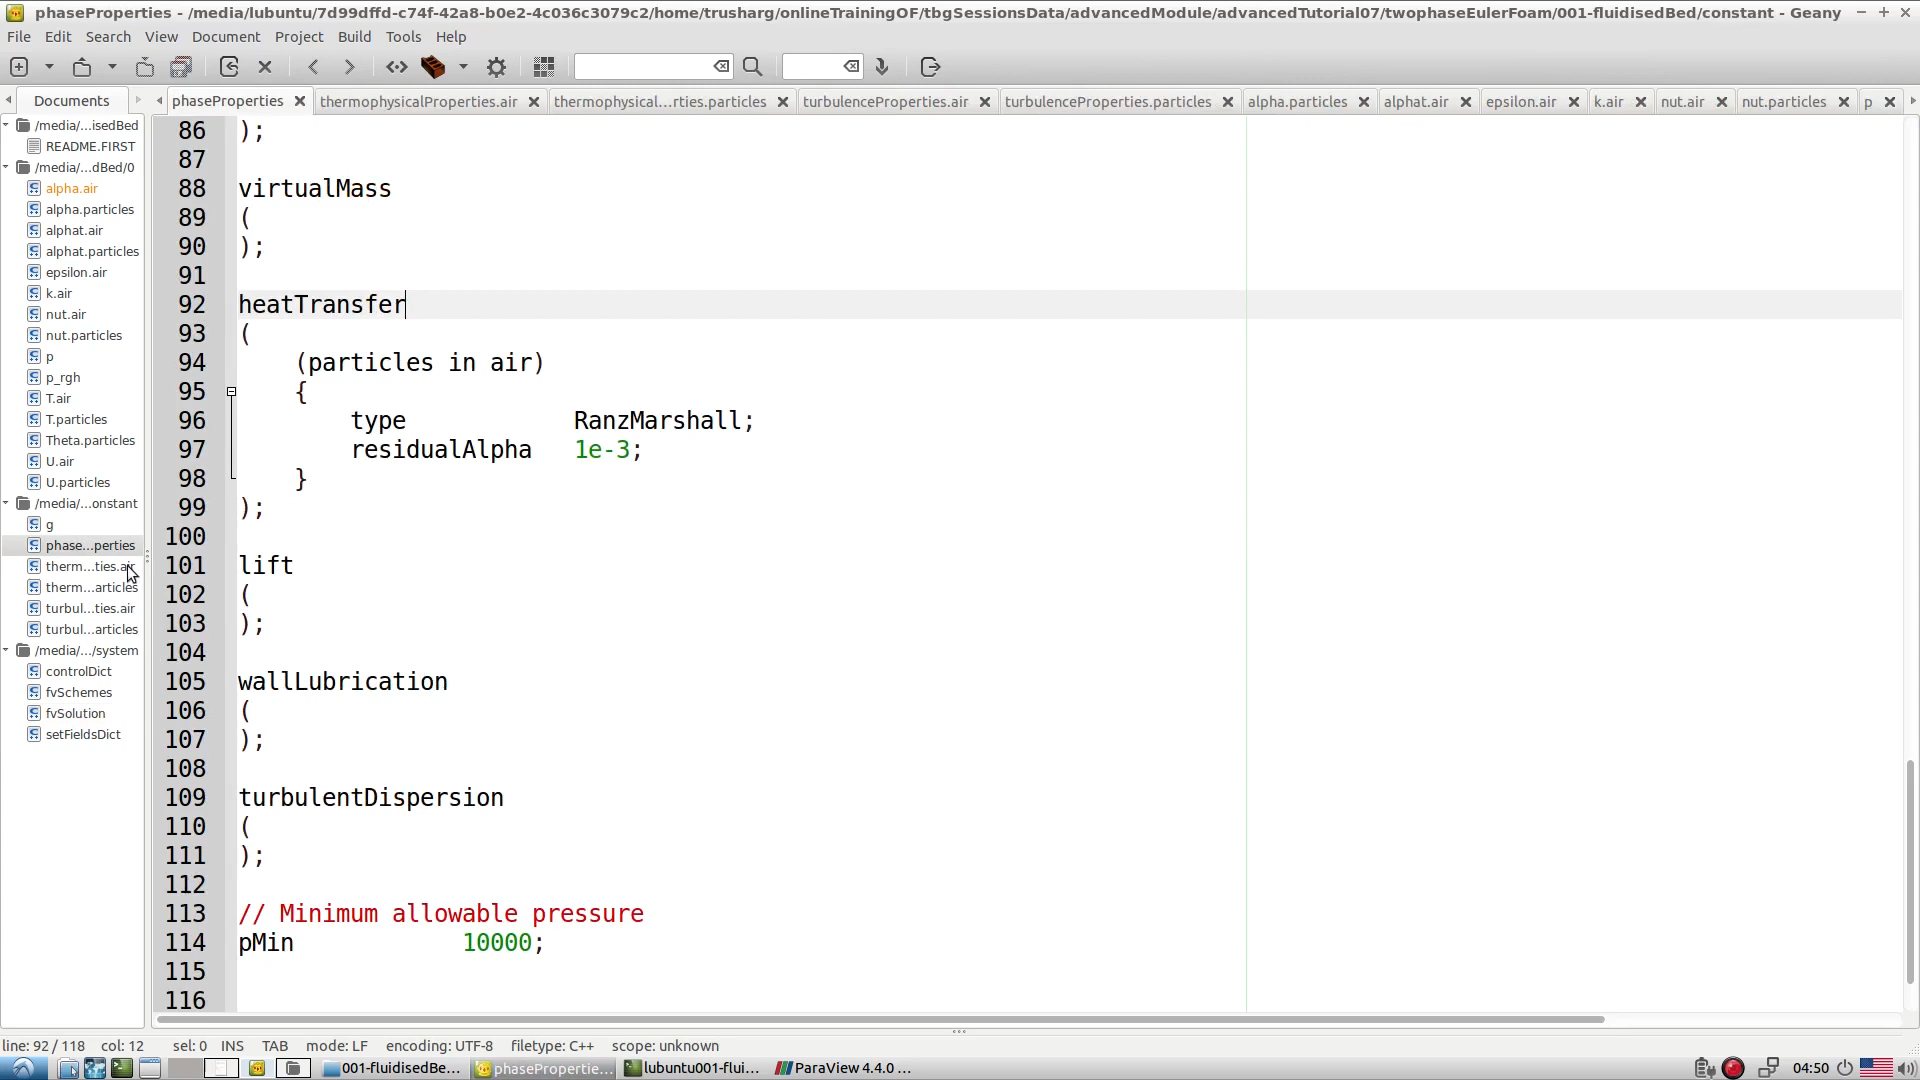 phaseProperties - /media/lubuntu/7d99dffd-c74f-42a8-b0e2-4c036c3079c2/home/trusharg/onlineTrainingOF/tbgSessionsData/advancedModule/advancedTutorial07/twophaseEulerFoam/001-fluidisedBed/constant - Geany
File Edit Search View Document Project Build Tools Help
Documents phaseProperties thermophysicalProperties.air thermophysical...rties.particles turbulenceProperties.air turbulenceProperties.particles alpha.particles alphat.air epsilon.air k.air nut.air nut.particles p
/media/...isedBed
README.FIRST
/media/...dBed/0
alpha.air
alpha.particles
alphat.air
alphat.particles
epsilon.air
k.air
nut.air
nut.particles
p
p_rgh
T.air
T.particles
Theta.particles
U.air
U.particles
/media/...onstant
g
phase...perties
therm...ties.air
therm...articles
turbul...ties.air
turbul...articles
/media/.../system
controlDict
fvSchemes
fvSolution
setFieldsDict
86 );
87
88 virtualMass
89 (
90 );
91
92 heatTransfer
93 (
94 (particles in air)
95 {
96 type RanzMarshall;
97 residualAlpha 1e-3;
98 }
99 );
100
101 lift
102 (
103 );
104
105 wallLubrication
106 (
107 );
108
109 turbulentDispersion
110 (
111 );
112
113 // Minimum allowable pressure
114 pMin 10000;
115
116
line: 92 / 118 col: 12 sel: 0 INS TAB mode: LF encoding: UTF-8 filetype: C++ scope: unknown
001-fluidisedBe... phasePropertie... lubuntu001-flui... ParaView 4.4.0 ... 04:50